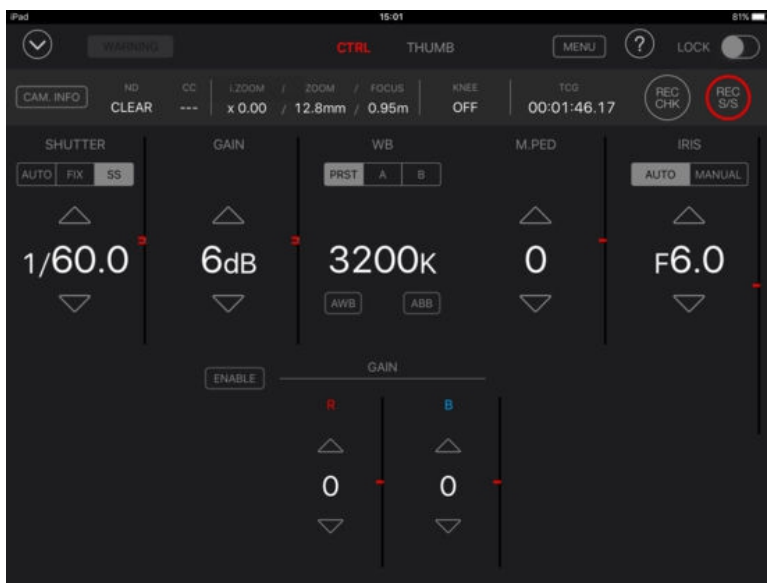 iPad 15:01 81%
WARNING CTRL THUMB MENU ? LOCK
CAM. INFO ND CC I.ZOOM / ZOOM / FOCUS KNEE TCG REC CHK REC S/S
CLEAR --- x 0.00 / 12.8mm / 0.95m OFF 00:01:46.17
SHUTTER GAIN WB M.PED IRIS
AUTO FIX SS PRST A B AUTO MANUAL
1/60.0 6dB 3200K 0 F6.0
AWB ABB
ENABLE GAIN
R B
0 0